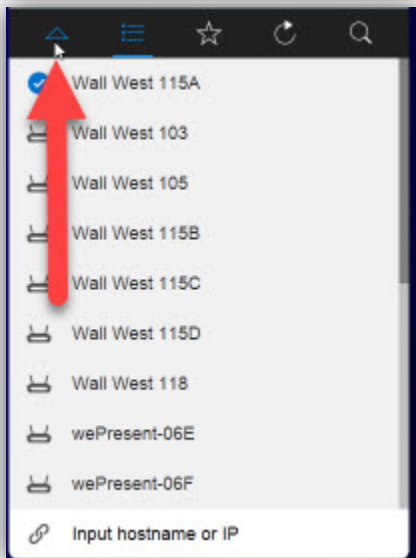 Wall West 115A
Wall West 103
Wall West 105
Wall West 115B
Wall West 115C
Wall West 115D
Wall West 118
wePresent-06E
wePresent-06F
Input hostname or IP